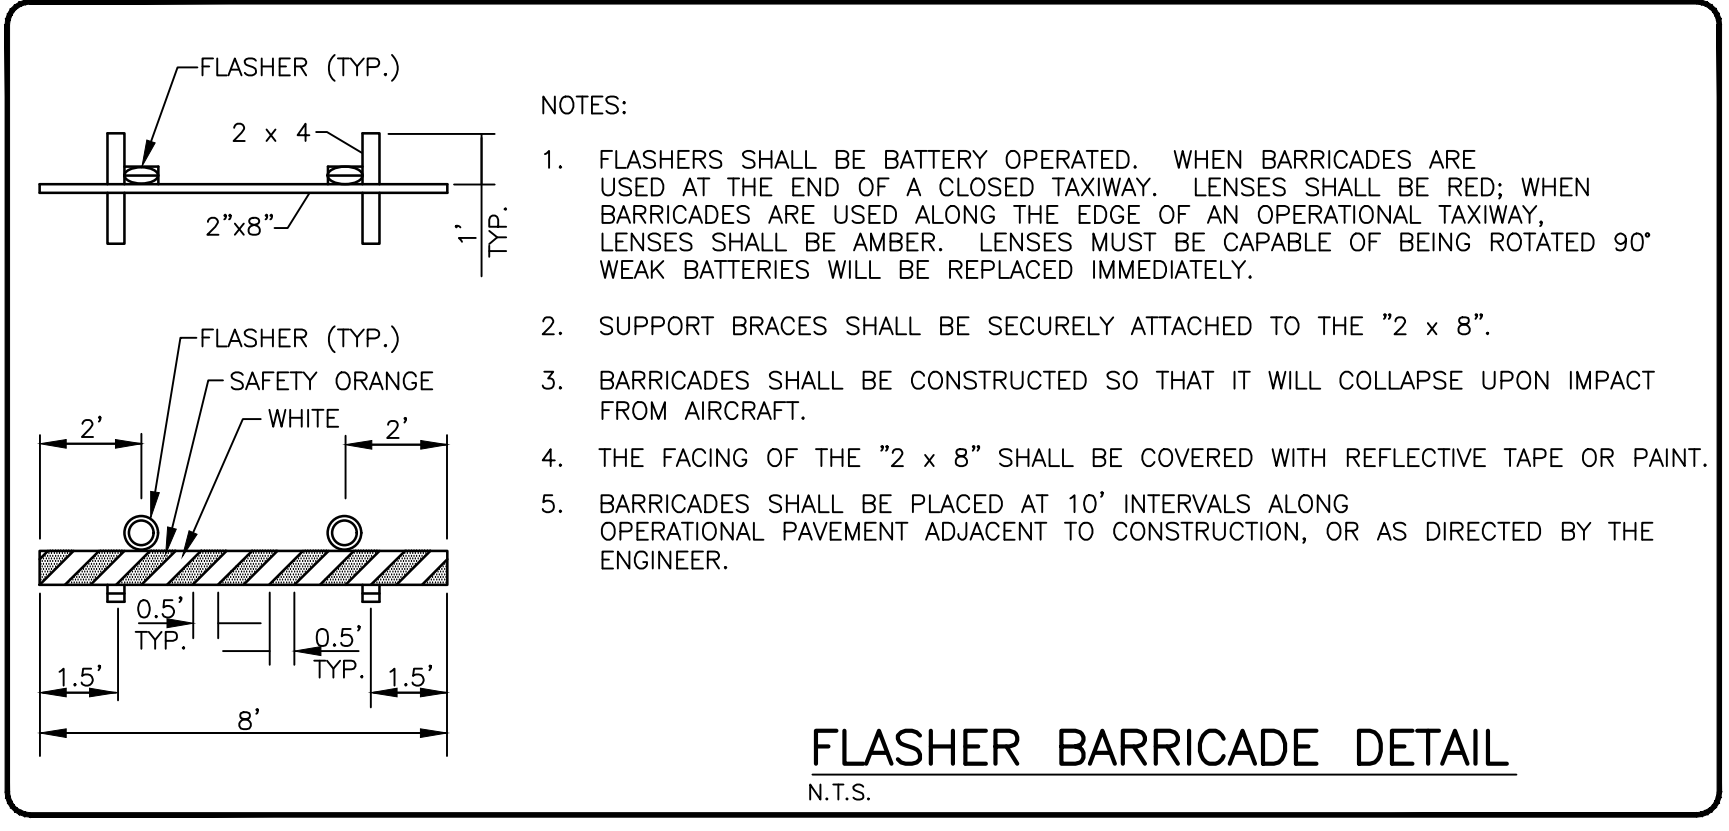 FLASHER (TYP.)
2 x 4
2”x8”
1'
TYP.
FLASHER (TYP.)
SAFETY ORANGE
WHITE
2'
2'
0.5'
TYP.
0.5'
TYP.
1.5'
1.5'
8'
NOTES:
1. FLASHERS SHALL BE BATTERY OPERATED. WHEN BARRICADES ARE
USED AT THE END OF A CLOSED TAXIWAY. LENSES SHALL BE RED; WHEN
BARRICADES ARE USED ALONG THE EDGE OF AN OPERATIONAL TAXIWAY,
LENSES SHALL BE AMBER. LENSES MUST BE CAPABLE OF BEING ROTATED 90°
WEAK BATTERIES WILL BE REPLACED IMMEDIATELY.
2. SUPPORT BRACES SHALL BE SECURELY ATTACHED TO THE ”2 x 8”.
3. BARRICADES SHALL BE CONSTRUCTED SO THAT IT WILL COLLAPSE UPON IMPACT
FROM AIRCRAFT.
4. THE FACING OF THE ”2 x 8” SHALL BE COVERED WITH REFLECTIVE TAPE OR PAINT.
5. BARRICADES SHALL BE PLACED AT 10' INTERVALS ALONG
OPERATIONAL PAVEMENT ADJACENT TO CONSTRUCTION, OR AS DIRECTED BY THE
ENGINEER.
FLASHER BARRICADE DETAIL
N.T.S.